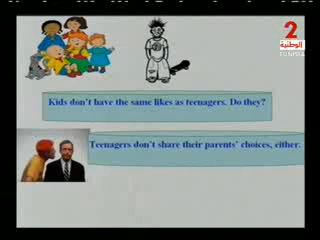 2
الوطنية
Kids don't have the same likes as teenagers. Do they?
Teenagers don't share their parents' choices, either.